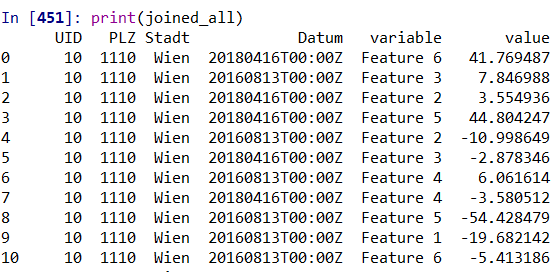 In [451]: print(joined_all)
UID PLZ Stadt Datum variable value
0 10 1110 Wien 20180416T00:00Z Feature 6 41.769487
1 10 1110 Wien 20160813T00:00Z Feature 3 7.846988
2 10 1110 Wien 20180416T00:00Z Feature 2 3.554936
3 10 1110 Wien 20180416T00:00Z Feature 5 44.804247
4 10 1110 Wien 20160813T00:00Z Feature 2 -10.998649
5 10 1110 Wien 20180416T00:00Z Feature 3 -2.878346
6 10 1110 Wien 20160813T00:00Z Feature 4 6.061614
7 10 1110 Wien 20180416T00:00Z Feature 4 -3.580512
8 10 1110 Wien 20160813T00:00Z Feature 5 -54.428479
9 10 1110 Wien 20160813T00:00Z Feature 1 -19.682142
10 10 1110 Wien 20160813T00:00Z Feature 6 -5.413186